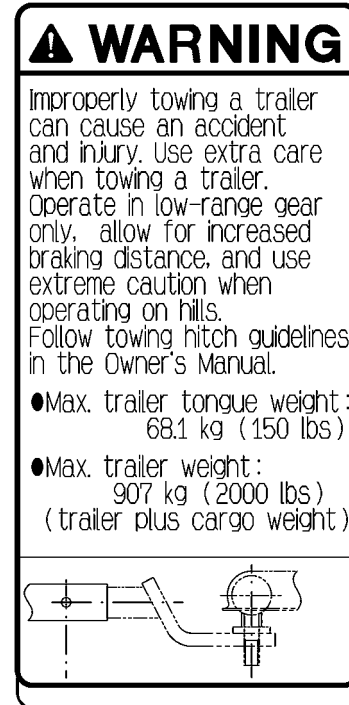 WARNING
Improperly towing a trailer
can cause an accident
and injury. Use extra care
when towing a trailer.
Operate in low-range gear
only, allow for increased
braking distance, and use
extreme caution when
operating on hills.
Follow towing hitch guidelines
in the Owner's Manual.
●Max. trailer tongue weight:
68.1 kg (150 lbs)
●Max. trailer weight:
907 kg (2000 lbs)
(trailer plus cargo weight)